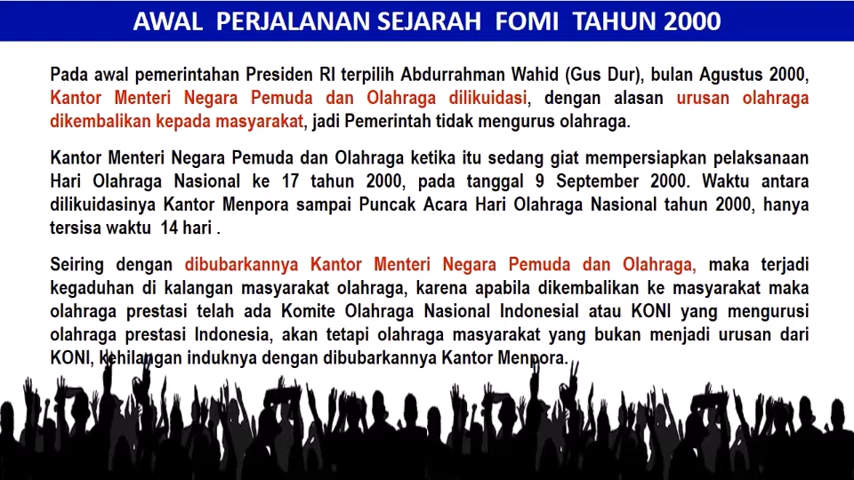 AWAL PERJALANAN SEJARAH FOMI TAHUN 2000
Pada awal pemerintahan Presiden RI terpilih Abdurrahman Wahid (Gus Dur), bulan Agustus 2000,
Kantor Menteri Negara Pemuda dan Olahraga dilikuidasi, dengan alasan urusan olahraga
dikembalikan kepada masyarakat, jadi Pemerintah tidak mengurus olahraga.
Kantor Menteri Negara Pemuda dan Olahraga ketika itu sedang giat mempersiapkan pelaksanaan
Hari Olahraga Nasional ke 17 tahun 2000, pada tanggal 9 September 2000. Waktu antara
dilikuidasinya Kantor Menpora sampai Puncak Acara Hari Olahraga Nasional tahun 2000, hanya
tersisa waktu 14 hari .
Seiring dengan dibubarkannya Kantor Menteri Negara Pemuda dan Olahraga, maka terjadi
kegaduhan di kalangan masyarakat olahraga, karena apabila dikembalikan ke masyarakat maka
olahraga prestasi telah ada Komite Olahraga Nasional Indonesial atau KONI yang mengurusi
olahraga prestasi Indonesia, akan tetapi olahraga masyarakat yang bukan menjadi urusan dari
KONI, kehilangan induknya dengan dibubarkannya Kantor Menpora.